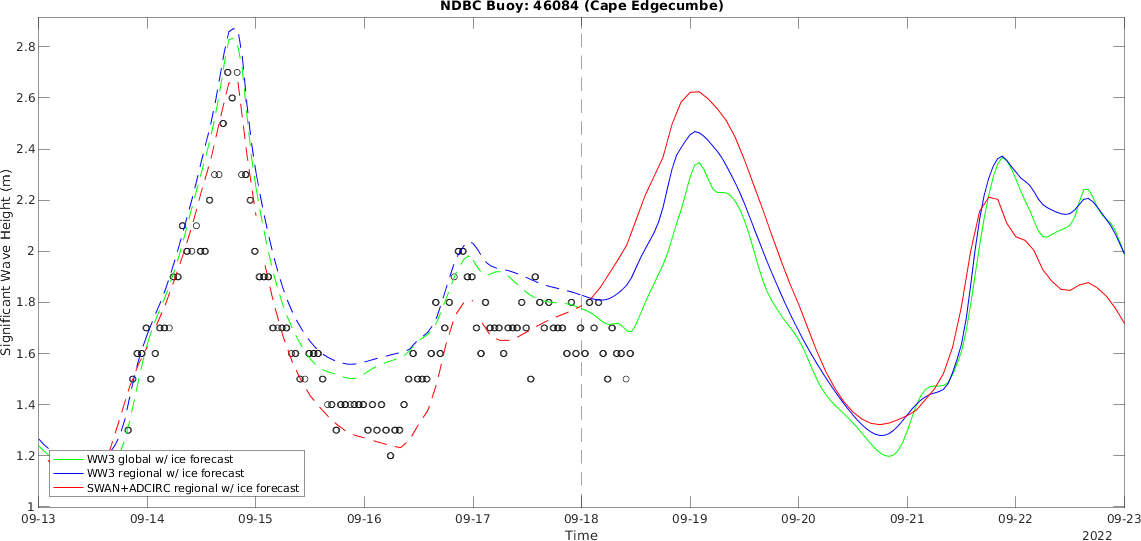 NDBC Buoy: 46084 (Cape Edgecumbe)
Significant Wave Height (m)
2.8
2.6
2.4
2.2
2
1.8
1.6
1.4
1.2
1
WW3 global w/ ice forecast
WW3 regional w/ ice forecast
SWAN+ADCIRC regional w/ ice forecast
09-13 09-14 09-15 09-16 09-17 09-18 09-19 09-20 09-21 09-22 09-23
Time 2022